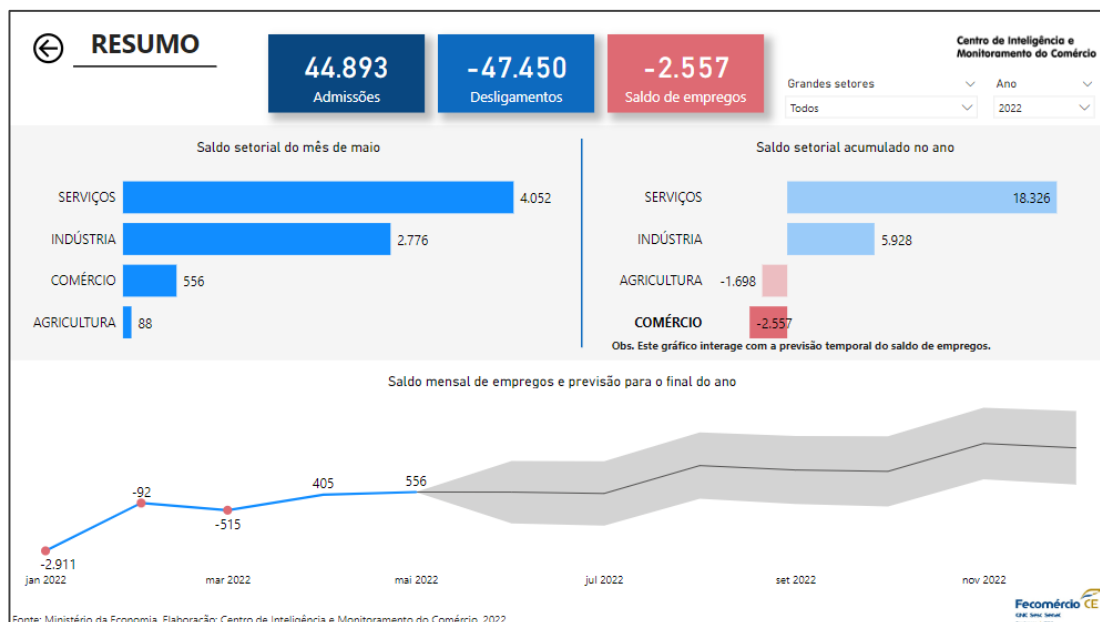 RESUMO
44.893
Admissões
-47.450
Desligamentos
-2.557
Saldo de empregos
Centro de Inteligência e
Monitoramento do Comércio
Grandes setores
Todos
Ano
2022
Saldo setorial do mês de maio
SERVIÇOS 4.052
INDÚSTRIA 2.776
COMÉRCIO 556
AGRICULTURA 88
Saldo setorial acumulado no ano
SERVIÇOS 18.326
INDÚSTRIA 5.928
AGRICULTURA -1.698
COMÉRCIO -2.557
Obs. Este gráfico interage com a previsão temporal do saldo de empregos.
Saldo mensal de empregos e previsão para o final do ano
-2.911
-92
-515
405
556
jan 2022 mar 2022 mai 2022 jul 2022 set 2022 nov 2022
Fonte: Ministério da Economia. Elaboração: Centro de Inteligência e Monitoramento do Comércio, 2022
Fecomércio CE
CNC Sesc Senac